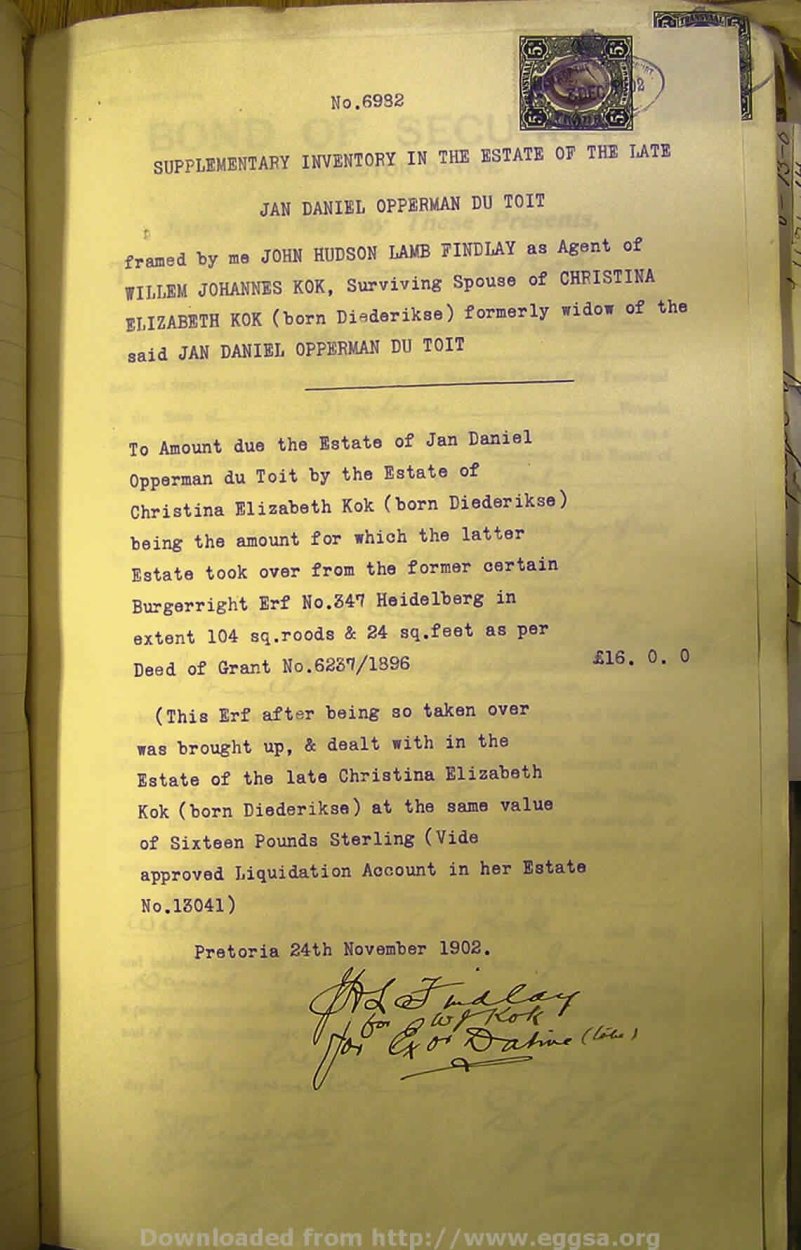 No.6982
SUPPLEMENTARY INVENTORY IN THE ESTATE OF THE LATE
JAN DANIEL OPPERMAN DU TOIT
framed by me JOHN HUDSON LAMB FINDLAY as Agent of
WILLEM JOHANNES KOK, Surviving Spouse of CHRISTINA
ELIZABETH KOK (born Diederikse) formerly widow of the
said JAN DANIEL OPPERMAN DU TOIT
To Amount due the Estate of Jan Daniel
Opperman du Toit by the Estate of
Christina Elizabeth Kok (born Diederikse)
being the amount for which the latter
Estate took over from the former certain
Burgerright Erf No.347 Heidelberg in
extent 104 sq.roods & 24 sq.feet as per
Deed of Grant No.6237/1896 £16. 0. 0
(This Erf after being so taken over
was brought up, & dealt with in the
Estate of the late Christina Elizabeth
Kok (born Diederikse) at the same value
of Sixteen Pounds Sterling (Vide
approved Liquidation Account in her Estate
No.13041)
Pretoria 24th November 1902.
JHL Findlay
for WJ Kok
for Exor Dative
Downloaded from http://www.eggsa.org